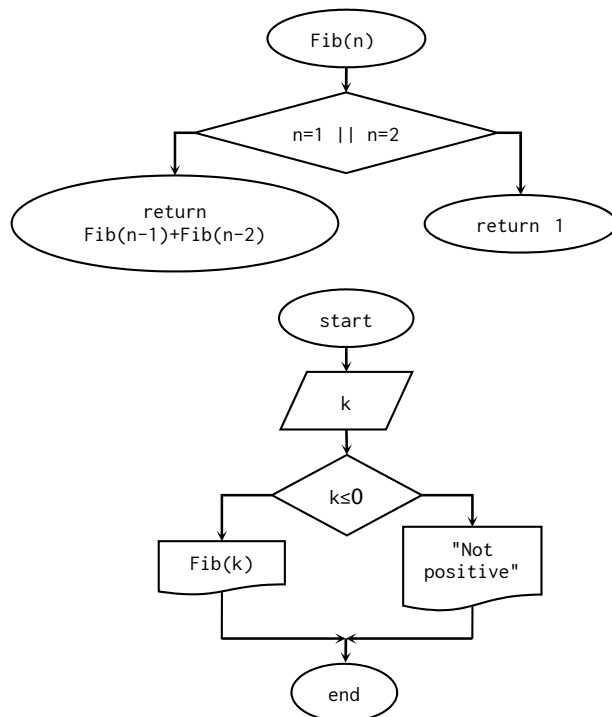 Fib(n)
n=1 || n=2
return
Fib(n-1)+Fib(n-2)
return 1
start
k
k≤0
Fib(k)
"Not
positive"
end